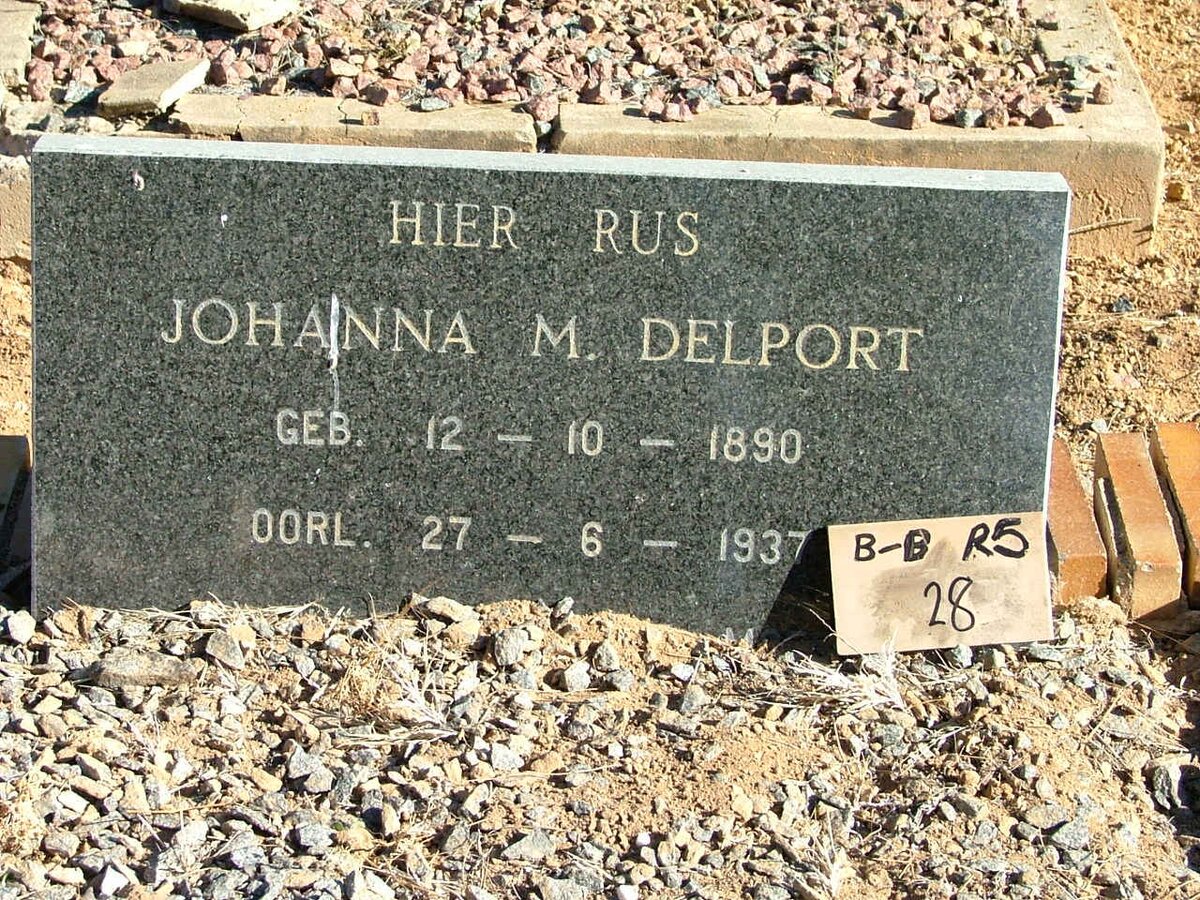 HIER RUS
JOHANNA M. DELPORT
GEB. 12 — 10 — 1890
OORL. 27 — 6 — 1937
B-B R5
28